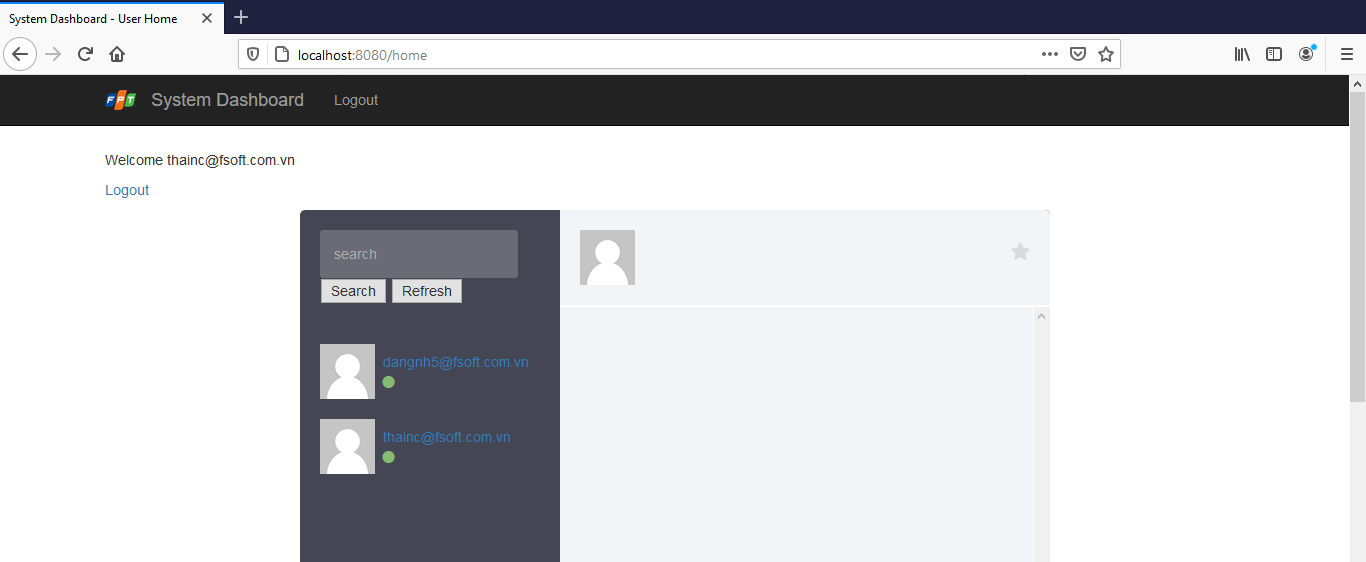 System Dashboard - User Home
localhost:8080/home
FPT System Dashboard Logout
Welcome thainc@fsoft.com.vn
Logout
search
Search Refresh
dangnh5@fsoft.com.vn
thainc@fsoft.com.vn